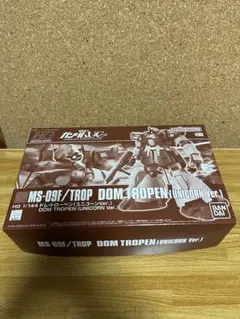 HG
MS-09F/TROP DOM TROPEN (UNICORN Ver.)
HG 1/144 ドム・トローペン(ユニコーンVer.)
DOM TROPEN (UNICORN Ver.)
BANDAI
MS-09F/TROP DOM TROPEN (UNICORN Ver.)